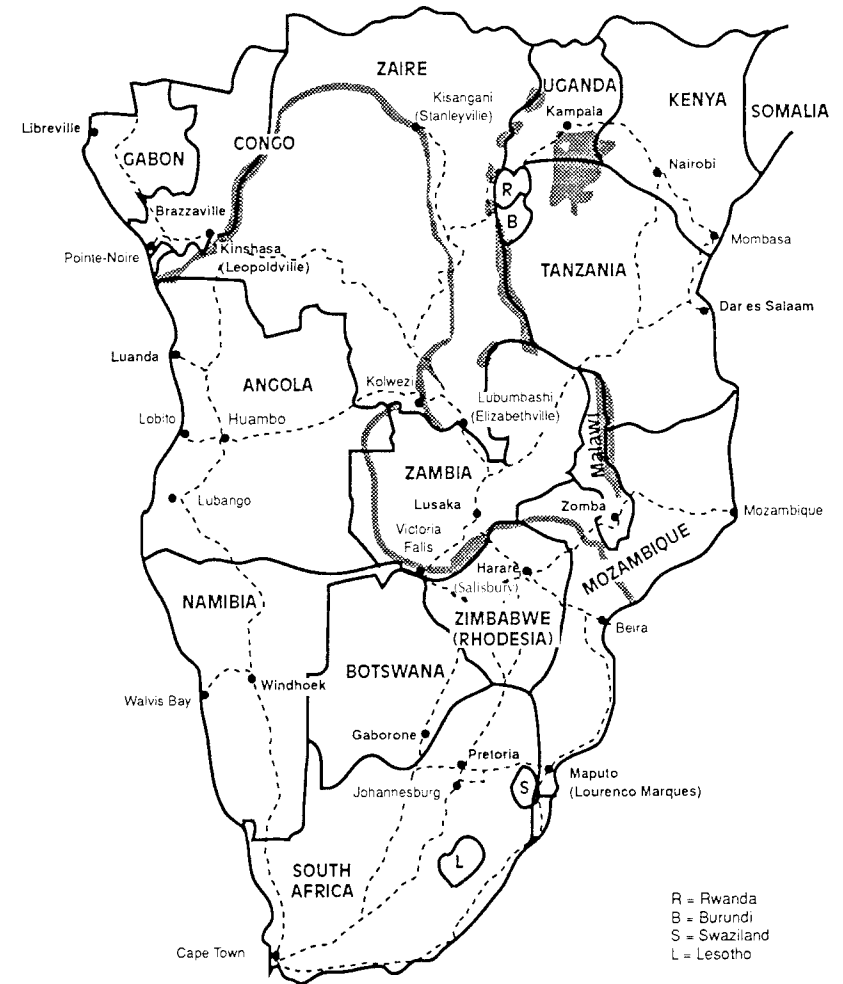 ZAIRE
UGANDA
KENYA
SOMALIA
Kisangani
(Stanleyville)
Kampala
Libreville
GABON
CONGO
Nairobi
R
B
Brazzaville
Pointe-Noire
Kinshasa
(Leopoldville)
Mombasa
TANZANIA
Dar es Salaam
Luanda
ANGOLA
Kolwezi
Lubumbashi
(Elizabethville)
Lobito
Huambo
Malawi
ZAMBIA
Lusaka
Zomba
Lubango
Mozambique
Victoria
Falls
MOZAMBIQUE
Harare
(Salisbury)
NAMIBIA
ZIMBABWE
(RHODESIA)
Beira
BOTSWANA
Windhoek
Walvis Bay
Gaborone
Pretoria
Johannesburg
S
Maputo
(Lourenco Marques)
L
SOUTH
AFRICA
R = Rwanda
B = Burundi
S = Swaziland
L = Lesotho
Cape Town